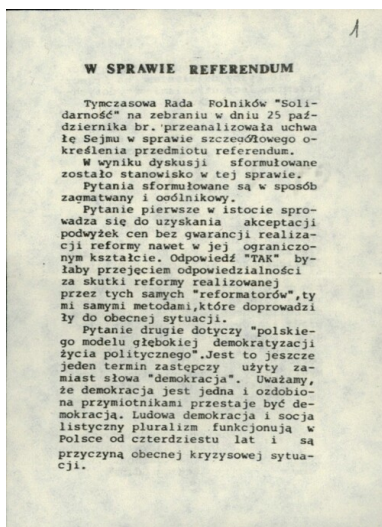 1
W SPRAWIE REFERENDUM
Tymczasowa Rada Rolników "Soli-
darność" na zebraniu w dniu 25 paź-
dziernika br. przeanalizowała uchwa
łę Sejmu w sprawie szczegółowego o-
kreślenia przedmiotu referendum.
W wyniku dyskusji sformułowane
zostało stanowisko w tej sprawie.
Pytania sformułowane są w sposób
zagmatwany i ogólnikowy.
Pytanie pierwsze w istocie spro-
wadza się do uzyskania akceptacji
podwyżek cen bez gwarancji realiza-
cji reformy nawet w jej ograniczo-
nym kształcie. Odpowiedź "TAK" by-
łaby przejęciem odpowiedzialności
za skutki reformy realizowanej
przez tych samych "reformatorów",ty
mi samymi metodami,które doprowadzi
ły do obecnej sytuacji.
Pytanie drugie dotyczy "polskie-
go modelu głębokiej demokratyzacji
życia politycznego".Jest to jeszcze
jeden termin zastępczy użyty za-
miast słowa "demokracja". Uważamy,
że demokracja jest jedna i ozdobio-
na przymiotnikami przestaje być de-
mokracją. Ludowa demokracja i socja
listyczny pluralizm funkcjonują w
Polsce od czterdziestu lat i są
przyczyną obecnej kryzysowej sytua-
cji.